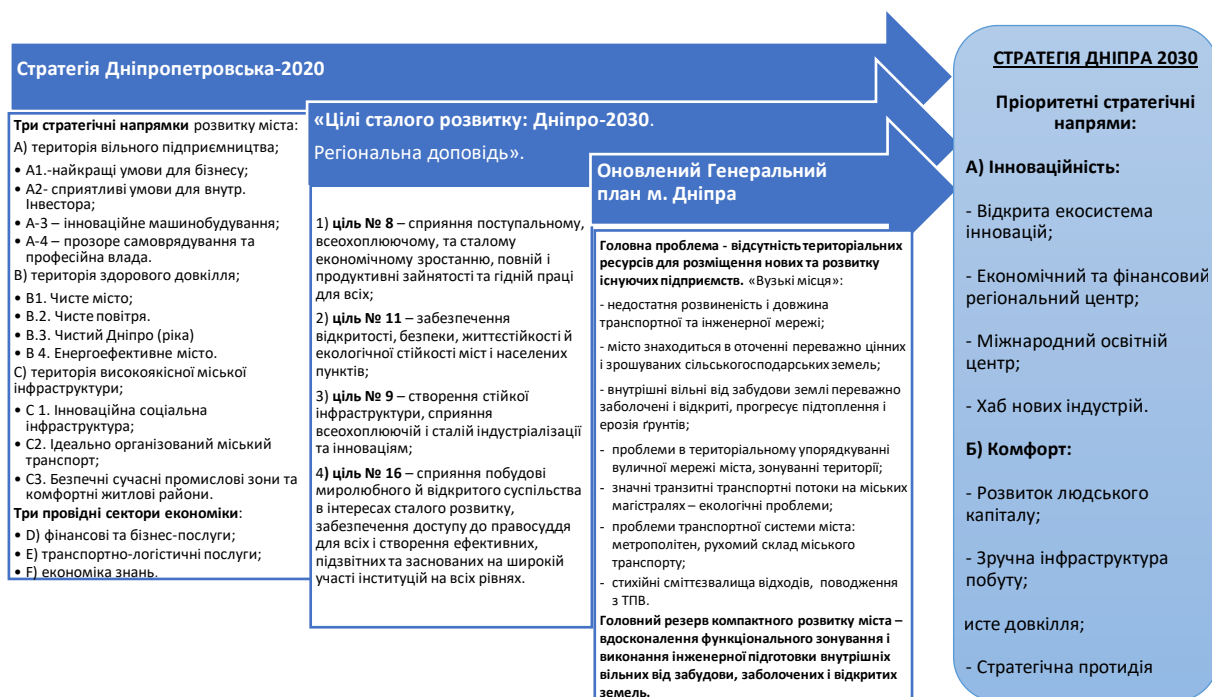 Стратегія Дніпропетровська-2020
Три стратегічні напрямки розвитку міста:
А) територія вільного підприємництва;
• А1.-найкращі умови для бізнесу;
• А2- сприятливі умови для внутр.
Інвестора;
• А-3 – інноваційне машинобудування;
• А-4 – прозоре самоврядування та
професійна влада.
В) територія здорового довкілля;
• В1. Чисте місто;
• В.2. Чисте повітря.
• В.3. Чистий Дніпро (ріка)
• В 4. Енергоефективне місто.
С) територія високоякісної міської
інфраструктури;
• С 1. Інноваційна соціальна
інфраструктура;
• С2. Ідеально організований міський
транспорт;
• С3. Безпечні сучасні промислові зони та
комфортні житлові райони.
Три провідні сектори економіки:
• D) фінансові та бізнес-послуги;
• E) транспортно-логістичні послуги;
• F) економіка знань.
«Цілі сталого розвитку: Дніпро-2030.
Регіональна доповідь».
1) ціль № 8 – сприяння поступальному,
всеохоплюючому, та сталому
економічному зростанню, повній і
продуктивні зайнятості та гідній праці
для всіх;
2) ціль № 11 – забезпечення
відкритості, безпеки, життєстійкості й
екологічної стійкості міст і населених
пунктів;
3) ціль № 9 – створення стійкої
інфраструктури, сприяння
всеохоплюючій і сталій індустріалізації
та інноваціям;
4) ціль № 16 – сприяння побудові
миролюбного й відкритого суспільства
в інтересах сталого розвитку,
забезпечення доступу до правосуддя
для всіх і створення ефективних,
підзвітних та заснованих на широкій
участі інституцій на всіх рівнях.
Оновлений Генеральний
план м. Дніпра
Головна проблема - відсутність територіальних
ресурсів для розміщення нових та розвитку
існуючих підприємств. «Вузькі місця»:
- недостатня розвиненість і довжина
транспортної та інженерної мережі;
- місто знаходиться в оточенні переважно цінних
і зрошуваних сільськогосподарських земель;
- внутрішні вільні від забудови землі переважно
заболочені і відкриті, прогресує підтоплення і
ерозія ґрунтів;
- проблеми в територіальному упорядкуванні
вуличної мережі міста, зонуванні території;
- значні транзитні транспортні потоки на міських
магістралях – екологічні проблеми;
- проблеми транспортної системи міста:
метрополітен, рухомий склад міського
транспорту;
- стихійні сміттєзвалища відходів, поводження
з ТПВ.
Головний резерв компактного розвитку міста –
вдосконалення функціонального зонування і
виконання інженерної підготовки внутрішніх
вільних від забудови, заболочених і відкритих
земель.
СТРАТЕГІЯ ДНІПРА 2030
Пріоритетні стратегічні
напрями:
А) Інноваційність:
- Відкрита екосистема
інновацій;
- Економічний та фінансовий
регіональний центр;
- Міжнародний освітній
центр;
- Хаб нових індустрій.
Б) Комфорт:
- Розвиток людського
капіталу;
- Зручна інфраструктура
побуту;
исте довкілля;
- Стратегічна протидія